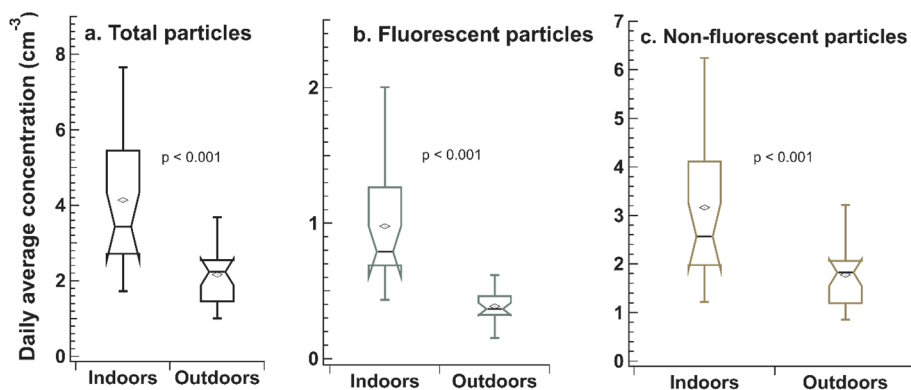 Daily average concentration (cm-3)
a. Total particles
8
6
4
2
0
p < 0.001
Indoors Outdoors
b. Fluorescent particles
2
1
0
p < 0.001
Indoors Outdoors
c. Non-fluorescent particles
7
6
5
4
3
2
1
0
p < 0.001
Indoors Outdoors